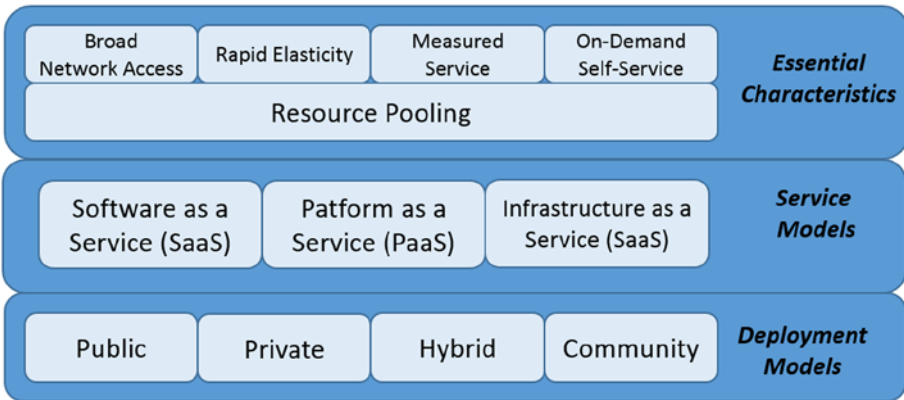 Broad
Network Access
Rapid Elasticity
Measured
Service
On-Demand
Self-Service
Resource Pooling
Essential
Characteristics
Software as a
Service (SaaS)
Patform as a
Service (PaaS)
Infrastructure as a
Service (SaaS)
Service
Models
Public
Private
Hybrid
Community
Deployment
Models